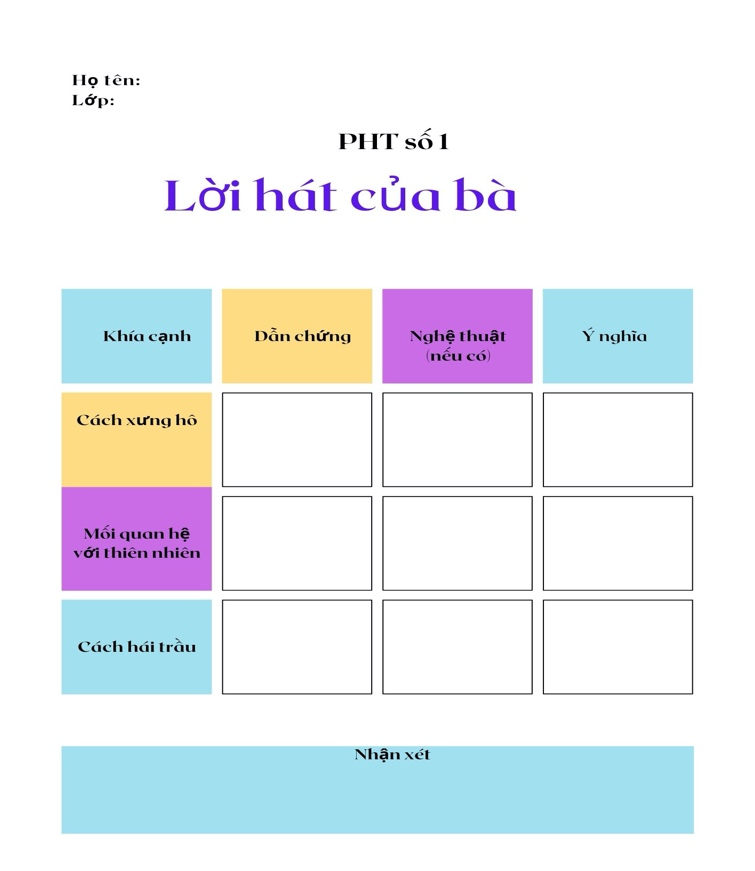 Họ tên:
Lớp:
PHT số 1
Lời hát của bà
Khía cạnh
Dẫn chứng
Nghệ thuật
(nếu có)
Ý nghĩa
Cách xưng hô
Mối quan hệ
với thiên nhiên
Cách hái trầu
Nhận xét